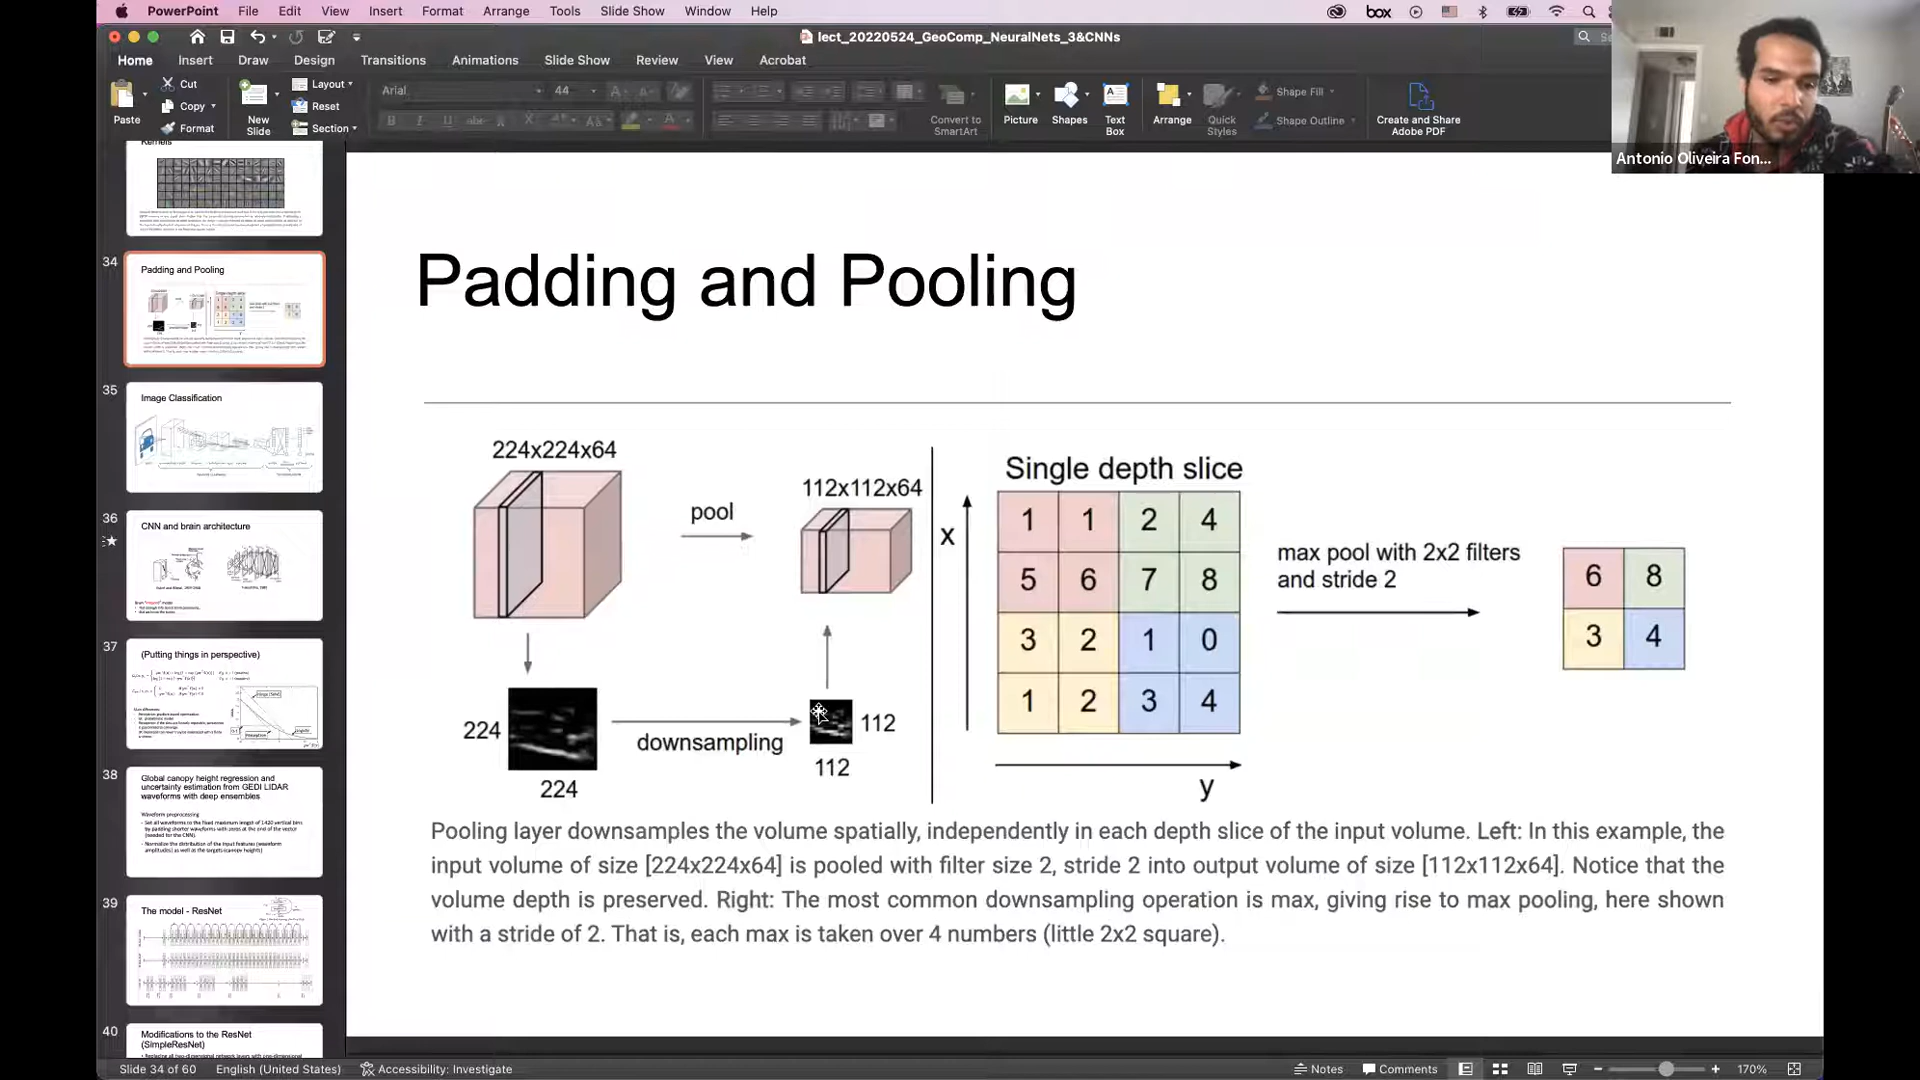 PowerPoint File Edit View Insert Format Arrange Tools Slide Show Window Help
box
lect_20220524_GeoComp_NeuralNets_3&CNNs
Home Insert Draw Design Transitions Animations Slide Show Review View Acrobat
Paste
Cut
Copy
Format
New Slide
Layout
Reset
Section
Arial
44
Convert to SmartArt
Picture
Shapes
Text Box
Arrange
Quick Styles
Shape Fill
Shape Outline
Create and Share Adobe PDF
Antonio Oliveira Fon...
Kernels
34
Padding and Pooling
35
Image Classification
36
CNN and brain architecture
37
(Putting things in perspective)
38
Global canopy height regression and
uncertainty estimation from GEDI LIDAR
waveforms with deep ensembles
Waveform preprocessing
39
The model - ResNet
40
Modifications to the ResNet
(SimpleResNet)
Padding and Pooling
224x224x64
pool
112x112x64
224
224
downsampling
112
112
Single depth slice
x
1 1 2 4
5 6 7 8
3 2 1 0
1 2 3 4
y
max pool with 2x2 filters
and stride 2
6 8
3 4
Pooling layer downsamples the volume spatially, independently in each depth slice of the input volume. Left: In this example, the
input volume of size [224x224x64] is pooled with filter size 2, stride 2 into output volume of size [112x112x64]. Notice that the
volume depth is preserved. Right: The most common downsampling operation is max, giving rise to max pooling, here shown
with a stride of 2. That is, each max is taken over 4 numbers (little 2x2 square).
Slide 34 of 60 English (United States) Accessibility: Investigate
Notes Comments 170%